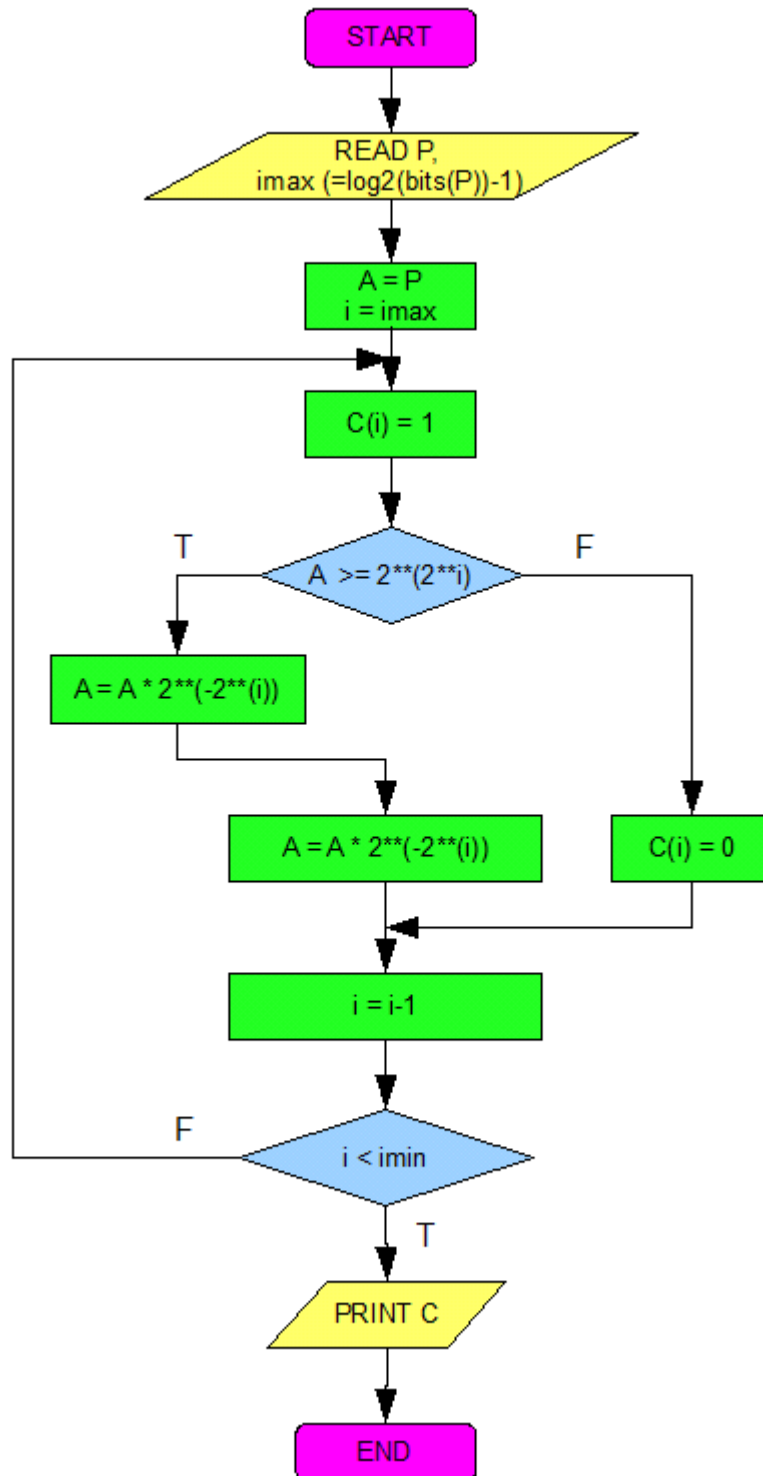 START
READ P,
imax (=log2(bits(P))-1)
A = P
i = imax
C(i) = 1
T
F
A >= 2**(2**i)
A = A * 2**(-2**(i))
A = A * 2**(-2**(i))
C(i) = 0
i = i-1
F
i < imin
T
PRINT C
END